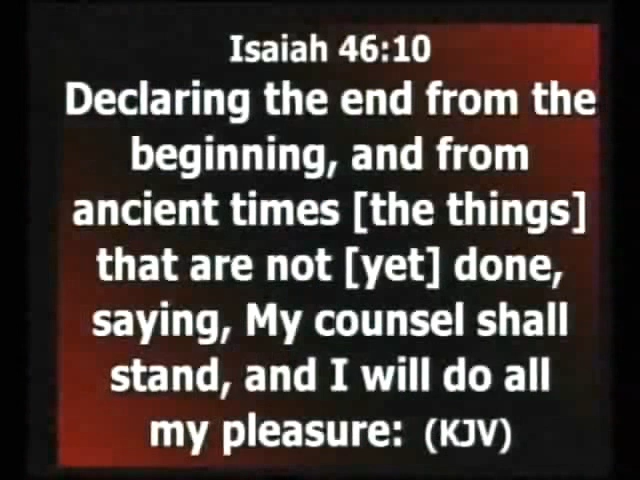 Isaiah 46:10
Declaring the end from the
beginning, and from
ancient times [the things]
that are not [yet] done,
saying, My counsel shall
stand, and I will do all
my pleasure: (KJV)